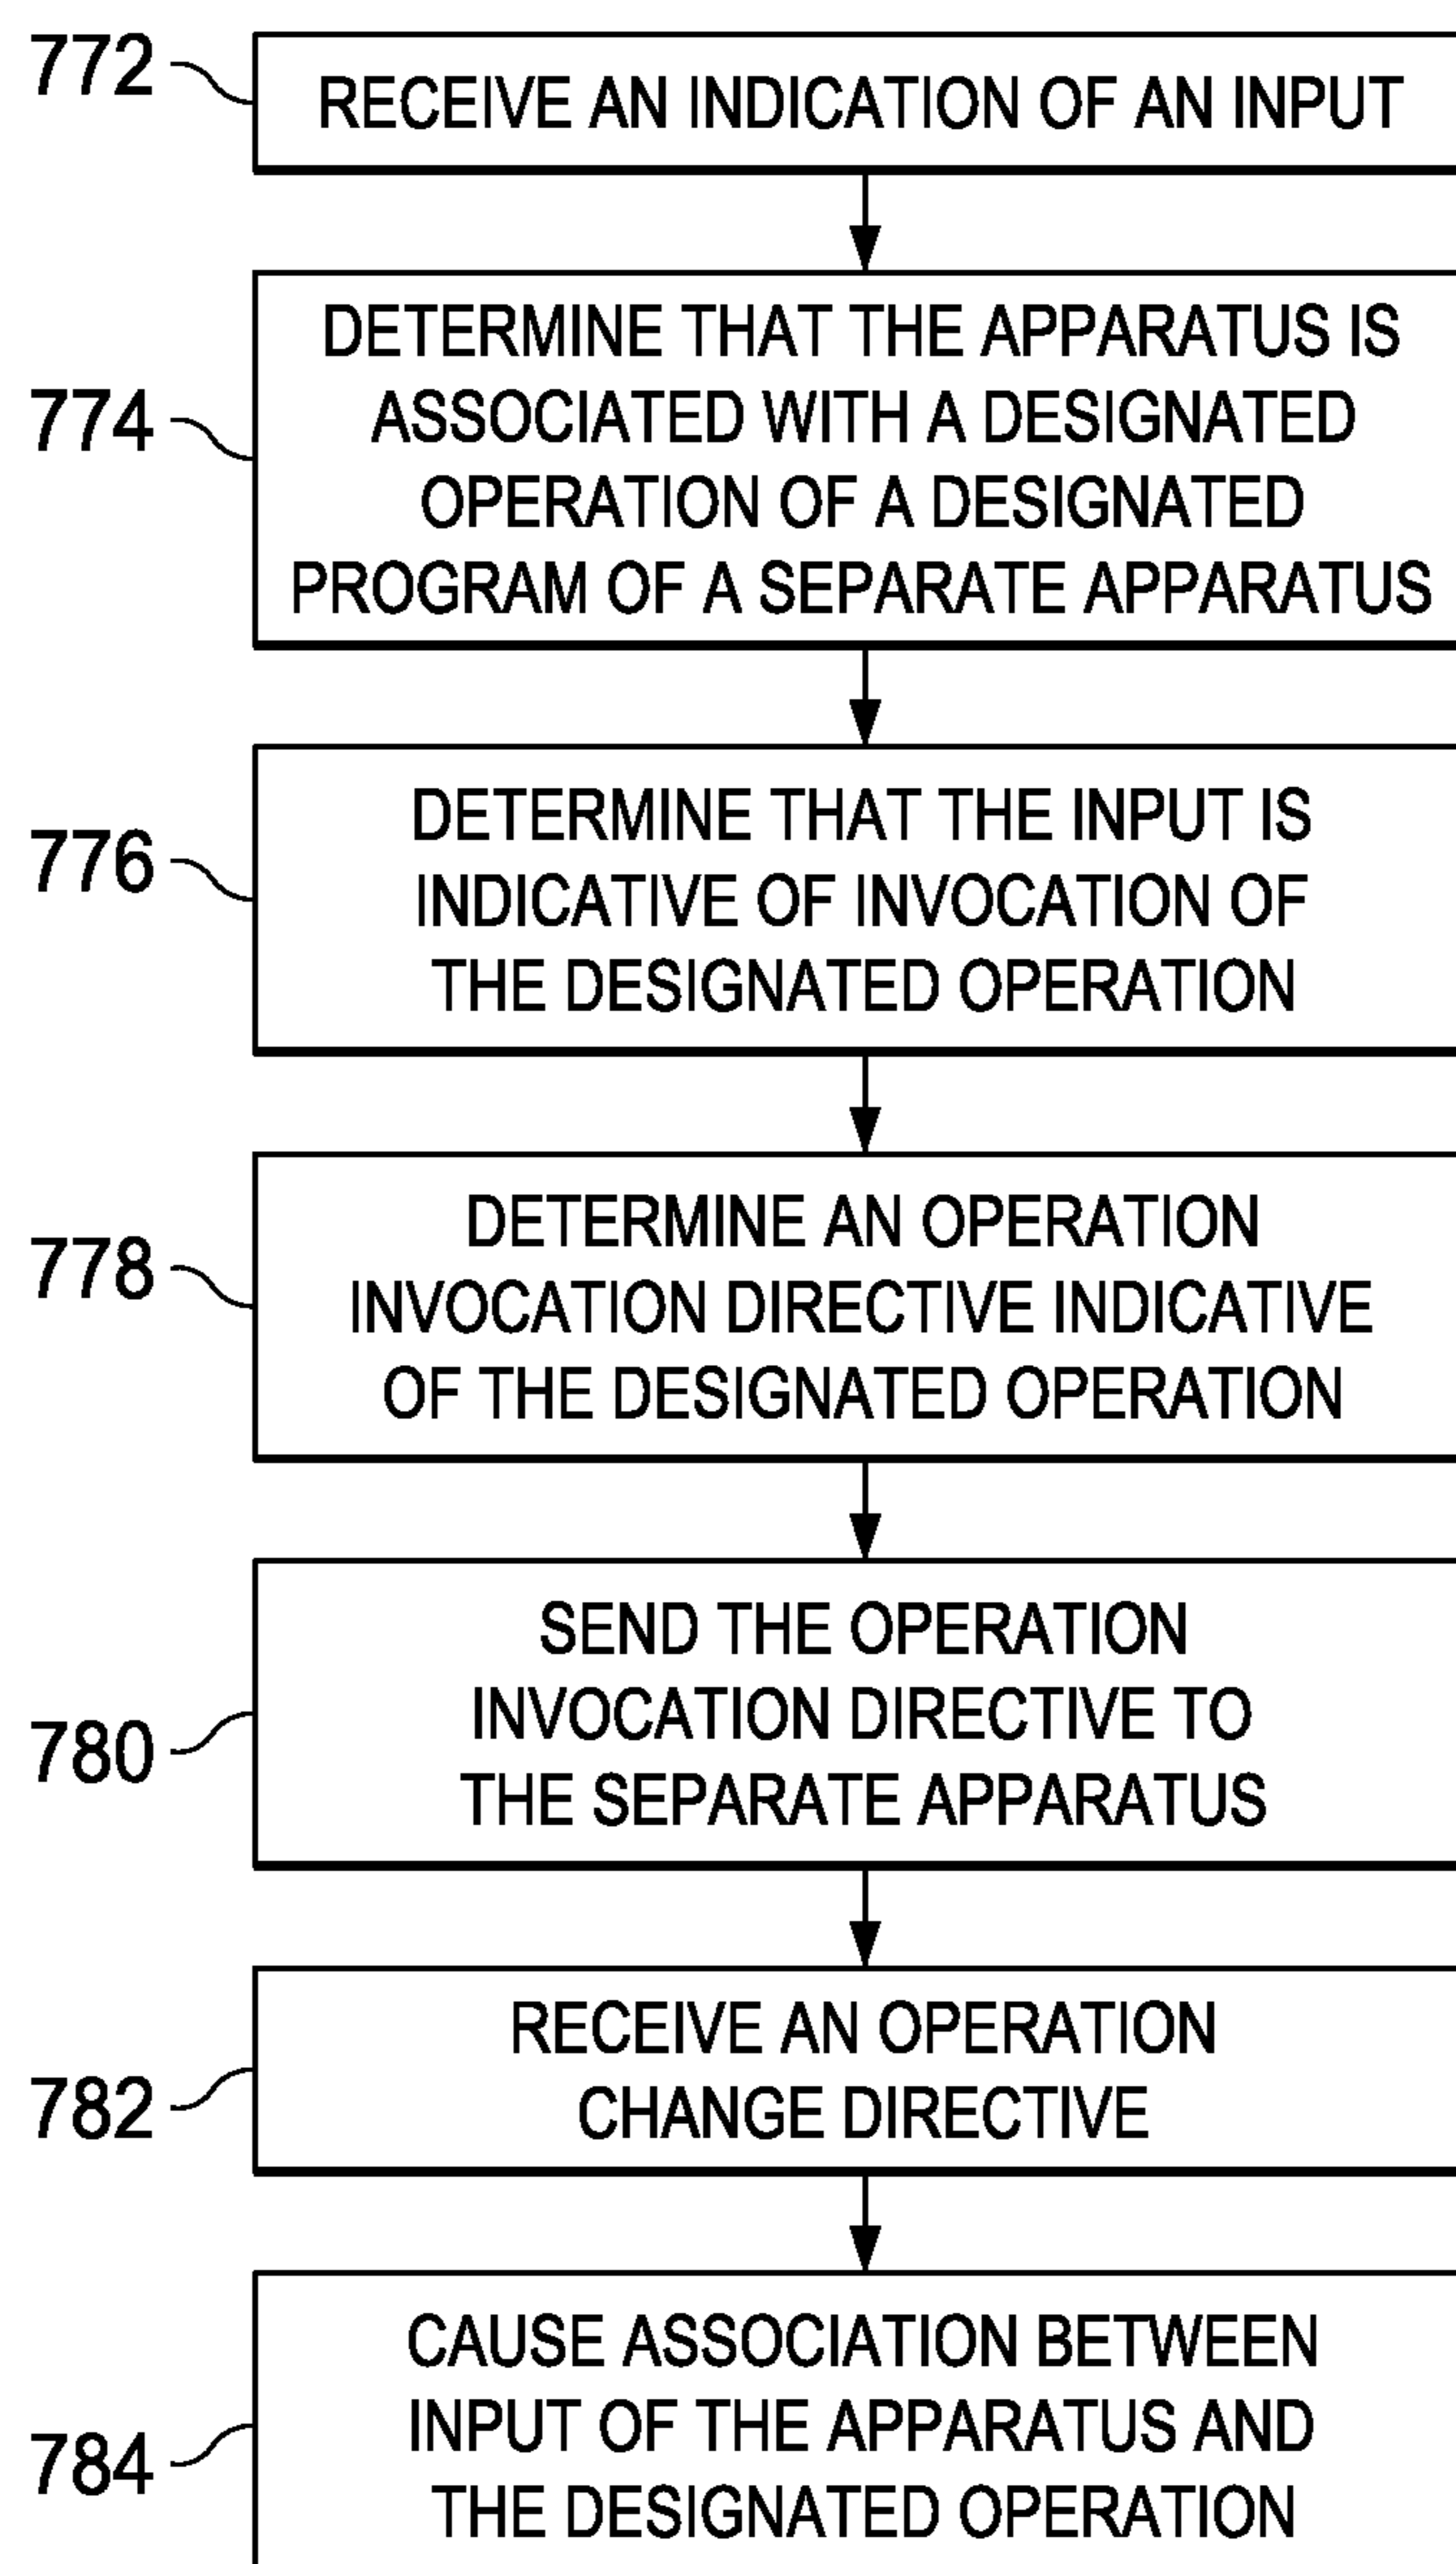 772
RECEIVE AN INDICATION OF AN INPUT
774
DETERMINE THAT THE APPARATUS IS
ASSOCIATED WITH A DESIGNATED
OPERATION OF A DESIGNATED
PROGRAM OF A SEPARATE APPARATUS
776
DETERMINE THAT THE INPUT IS
INDICATIVE OF INVOCATION OF
THE DESIGNATED OPERATION
778
DETERMINE AN OPERATION
INVOCATION DIRECTIVE INDICATIVE
OF THE DESIGNATED OPERATION
780
SEND THE OPERATION
INVOCATION DIRECTIVE TO
THE SEPARATE APPARATUS
782
RECEIVE AN OPERATION
CHANGE DIRECTIVE
784
CAUSE ASSOCIATION BETWEEN
INPUT OF THE APPARATUS AND
THE DESIGNATED OPERATION